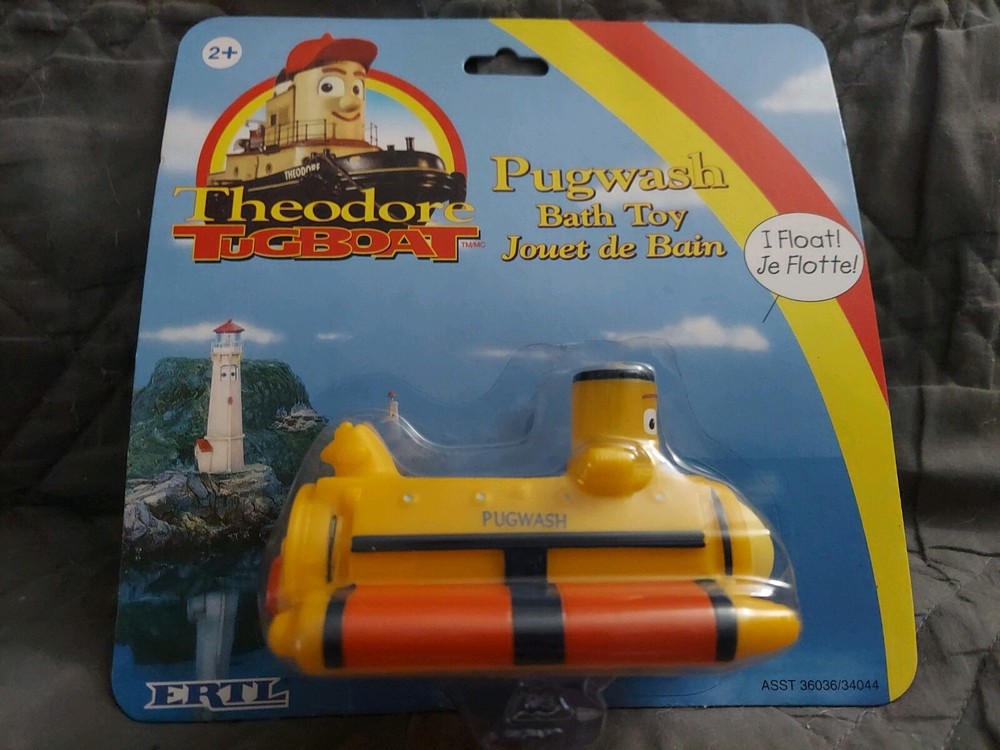 2+
THEODORE
Theodore
TUGBOAT TM/MC
Pugwash
Bath Toy
Jouet de Bain
I Float!
Je Flotte!
PUGWASH
ERTL
ASST 36036/34044